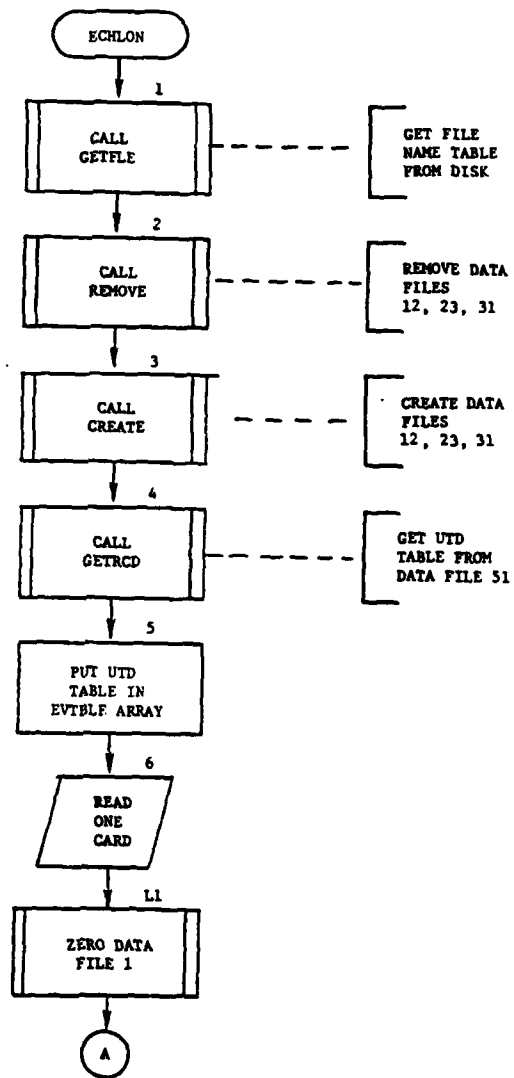 ECHLON
1
CALL
GETFLE
GET FILE
NAME TABLE
FROM DISK
2
CALL
REMOVE
REMOVE DATA
FILES
12, 23, 31
3
CALL
CREATE
CREATE DATA
FILES
12, 23, 31
4
CALL
GETRCD
GET UTD
TABLE FROM
DATA FILE 51
5
PUT UTD
TABLE IN
EVTBLE ARRAY
6
READ
ONE
CARD
L1
ZERO DATA
FILE 1
A